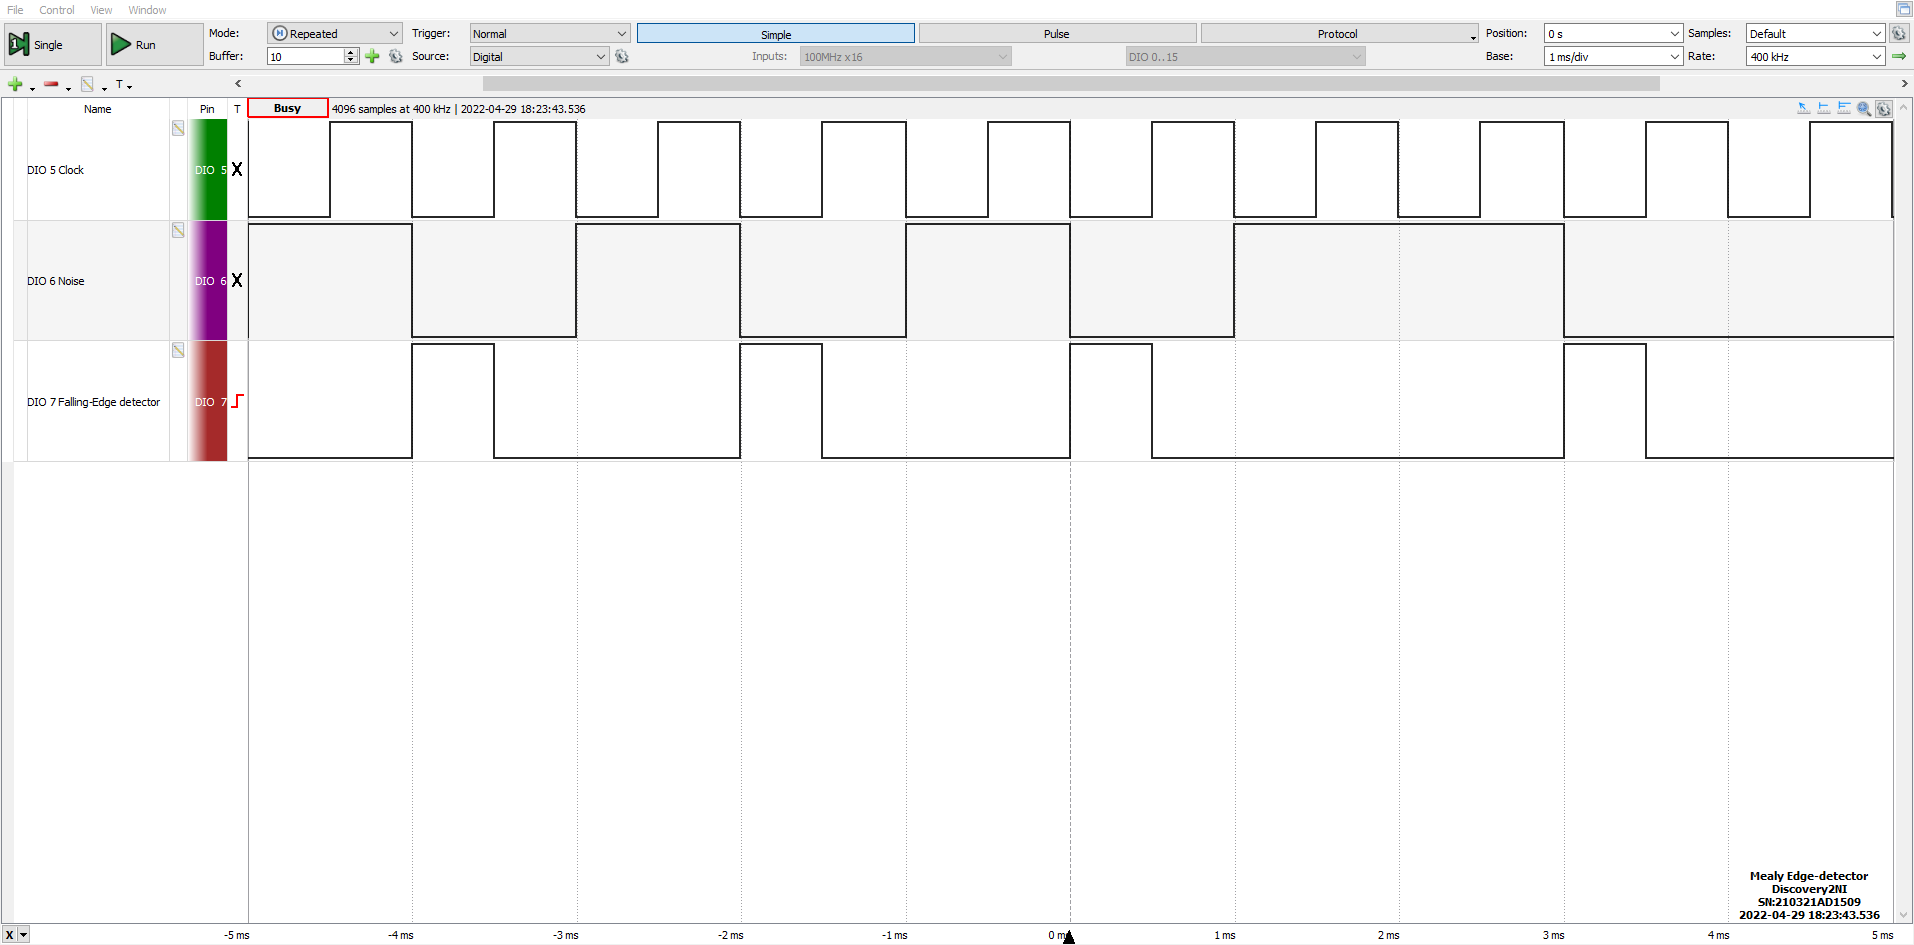 File Control View Window
Single Run Mode: Repeated Trigger: Normal Simple Pulse Protocol Position: 0 s Samples: Default
Buffer: 10 Source: Digital Inputs: 100MHz x16 DIO 0..15 Base: 1 ms/div Rate: 400 kHz
T
Name Pin T Busy 4096 samples at 400 kHz | 2022-04-29 18:23:43.536
DIO 5 Clock DIO 5 X
DIO 6 Noise DIO 6 X
DIO 7 Falling-Edge detector DIO 7
Mealy Edge-detector
Discovery2NI
SN:210321AD1509
2022-04-29 18:23:43.536
X -5 ms -4 ms -3 ms -2 ms -1 ms 0 ms 1 ms 2 ms 3 ms 4 ms 5 ms